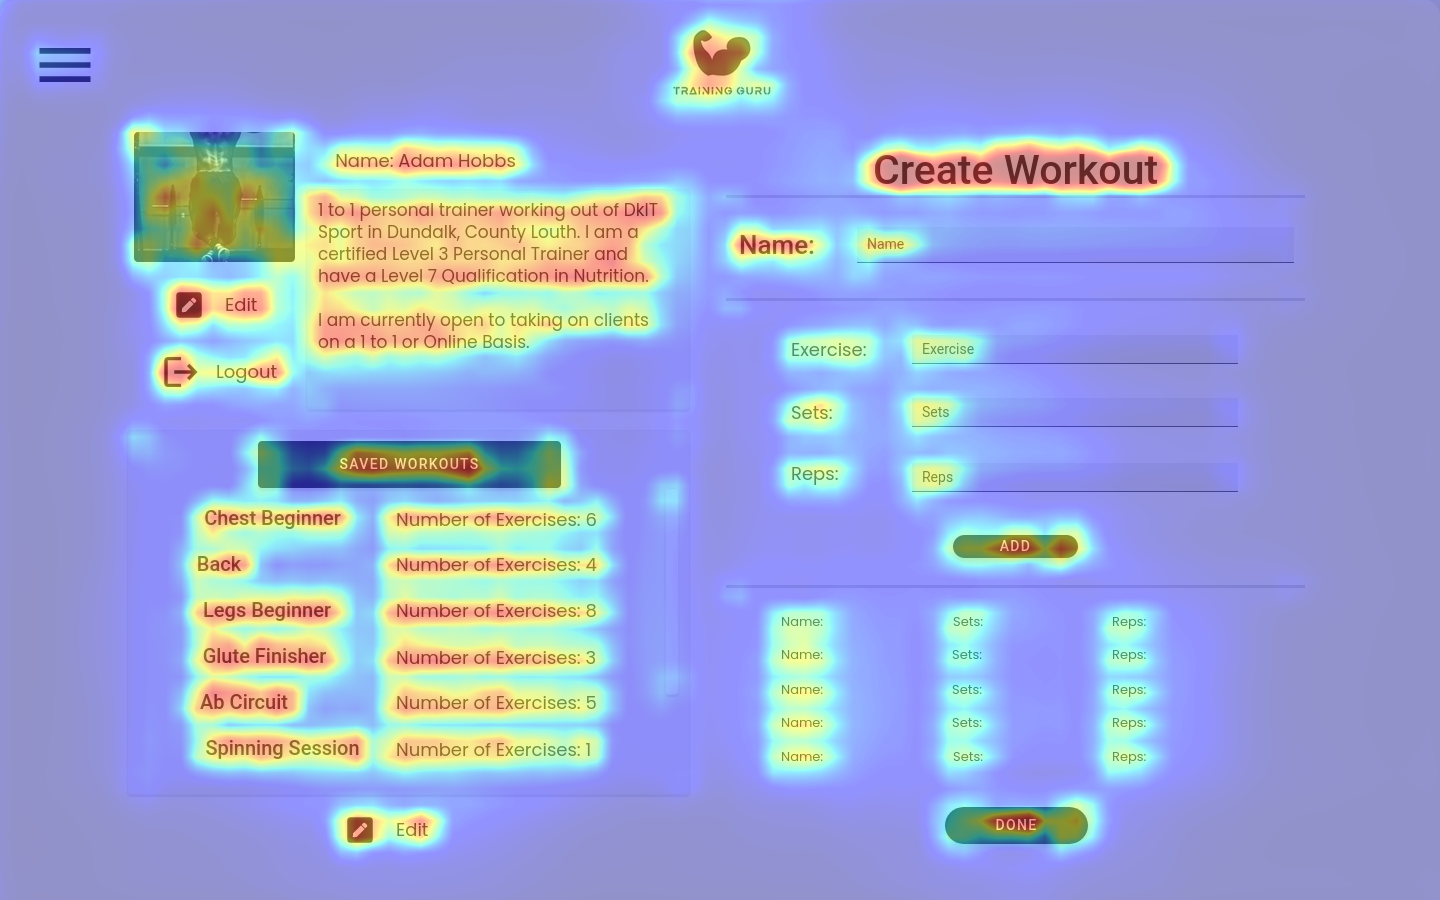 TRAINING GURU
Name: Adam Hobbs
1 to 1 personal trainer working out of DkIT
Sport in Dundalk, County Louth. I am a
certified Level 3 Personal Trainer and
have a Level 7 Qualification in Nutrition.
I am currently open to taking on clients
on a 1 to 1 or Online Basis.
Edit
Logout
SAVED WORKOUTS
Chest Beginner Number of Exercises: 6
Back Number of Exercises: 4
Legs Beginner Number of Exercises: 8
Glute Finisher Number of Exercises: 3
Ab Circuit Number of Exercises: 5
Spinning Session Number of Exercises: 1
Edit
Create Workout
Name: Name
Exercise: Exercise
Sets: Sets
Reps: Reps
ADD
Name: Sets: Reps:
Name: Sets: Reps:
Name: Sets: Reps:
Name: Sets: Reps:
Name: Sets: Reps:
DONE